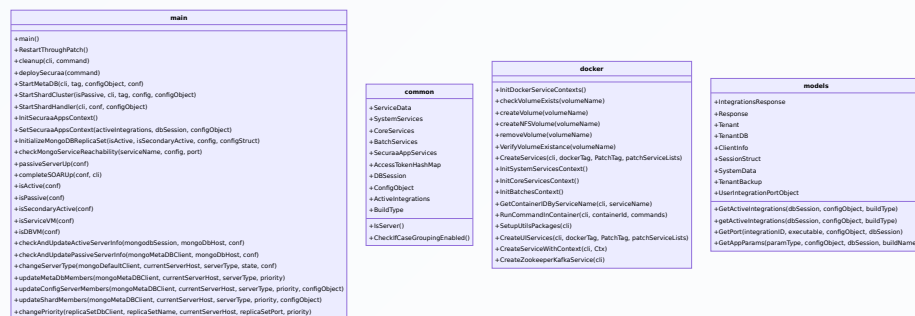 main
+main()
+RestartThroughPatch()
+cleanup(cli, command)
+deploySecuraa(command)
+StartMetaDB(cli, tag, configObject, conf)
+StartShardCluster(isPassive, cli, tag, config, configObject)
+StartShardHandler(cli, conf, configObject)
+InitSecuraaAppsContext()
+SetSecuraaAppsContext(activeIntegrations, dbSession, configObject)
+InitializeMongoDBReplicaSet(isActive, isSecondaryActive, config, configStruct)
+checkMongoServiceReachability(serviceName, config, port)
+passiveServerUp(conf)
+completeSOARUp(conf, cli)
+isActive(conf)
+isPassive(conf)
+isSecondaryActive(conf)
+isServiceVM(conf)
+isDBVM(conf)
+checkAndUpdateActiveServerInfo(mongodbSession, mongoDbHost, conf)
+checkAndUpdatePassiveServerInfo(mongoMetaDBClient, mongoDbHost, conf)
+changeServerType(mongoDefaultClient, currentServerHost, serverType, state, conf)
+updateMetaDbMembers(mongoMetaDBClient, currentServerHost, serverType, priority)
+updateConfigServerMembers(mongoMetaDBClient, currentServerHost, serverType, priority, configObject)
+updateShardMembers(mongoMetaDBClient, currentServerHost, serverType, priority, configObject)
+changePriority(replicaSetDbClient, replicaSetName, currentServerHost, replicaSetPort, priority)
common
+ServiceData
+SystemServices
+CoreServices
+BatchServices
+SecuraaAppServices
+AccessTokenHashMap
+DBSession
+ConfigObject
+ActiveIntegrations
+BuildType
+IsServer()
+CheckIfCaseGroupingEnabled()
docker
+InitDockerServiceContexts()
+checkVolumeExists(volumeName)
+createVolume(volumeName)
+createNFSVolume(volumeName)
+removeVolume(volumeName)
+VerifyVolumeExistance(volumeName)
+CreateServices(cli, dockerTag, PatchTag, patchServiceLists)
+InitSystemServicesContext()
+InitCoreServicesContext()
+InitBatchesContext()
+GetContainerIDByServiceName(cli, serviceName)
+RunCommandInContainer(cli, containerId, commands)
+SetupUtilsPackages(cli)
+CreateUIServices(cli, dockerTag, PatchTag, patchServiceLists)
+CreateServiceWithContext(cli, Ctx)
+CreateZookeeperKafkaService(cli)
models
+IntegrationsResponse
+Response
+Tenant
+TenantDB
+ClientInfo
+SessionStruct
+SystemData
+TenantBackup
+UserIntegrationPortObject
+GetActiveIntegrations(dbSession, configObject, buildType)
+getActiveIntegrations(dbSession, configObject, buildType)
+GetPort(integrationID, executable, configObject, dbSession)
+GetAppParams(paramType, configObject, dbSession, buildName